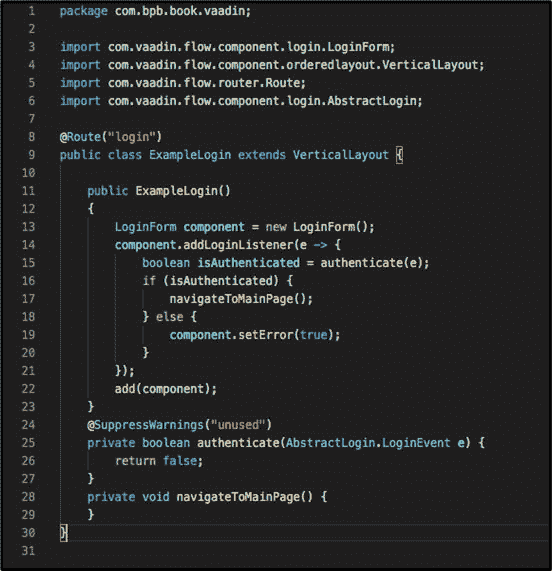 1 package com.bpb.book.vaadin;
2
3 import com.vaadin.flow.component.login.LoginForm;
4 import com.vaadin.flow.component.orderedlayout.VerticalLayout;
5 import com.vaadin.flow.router.Route;
6 import com.vaadin.flow.component.login.AbstractLogin;
7
8 @Route("login")
9 public class ExampleLogin extends VerticalLayout {
10
11     public ExampleLogin()
12     {
13         LoginForm component = new LoginForm();
14         component.addLoginListener(e -> {
15             boolean isAuthenticated = authenticate(e);
16             if (isAuthenticated) {
17                 navigateToMainPage();
18             } else {
19                 component.setError(true);
20             }
21         });
22         add(component);
23     }
24     @SuppressWarnings("unused")
25     private boolean authenticate(AbstractLogin.LoginEvent e) {
26         return false;
27     }
28     private void navigateToMainPage() {
29     }
30 }
31